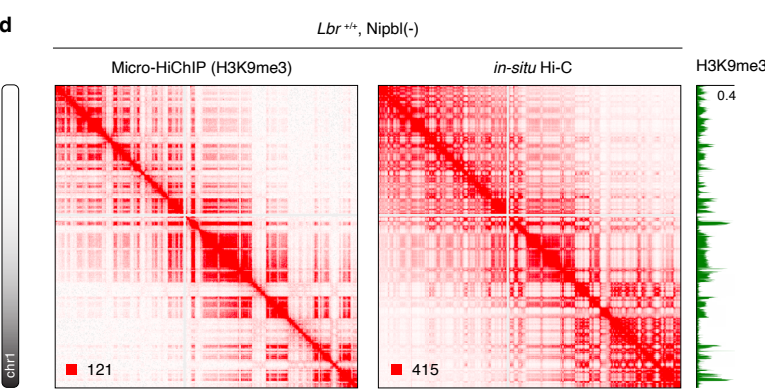 d
Lbr +/+, Nipbl(-)
Micro-HiChIP (H3K9me3)
in-situ Hi-C
H3K9me3
0.4
chr1
121
415